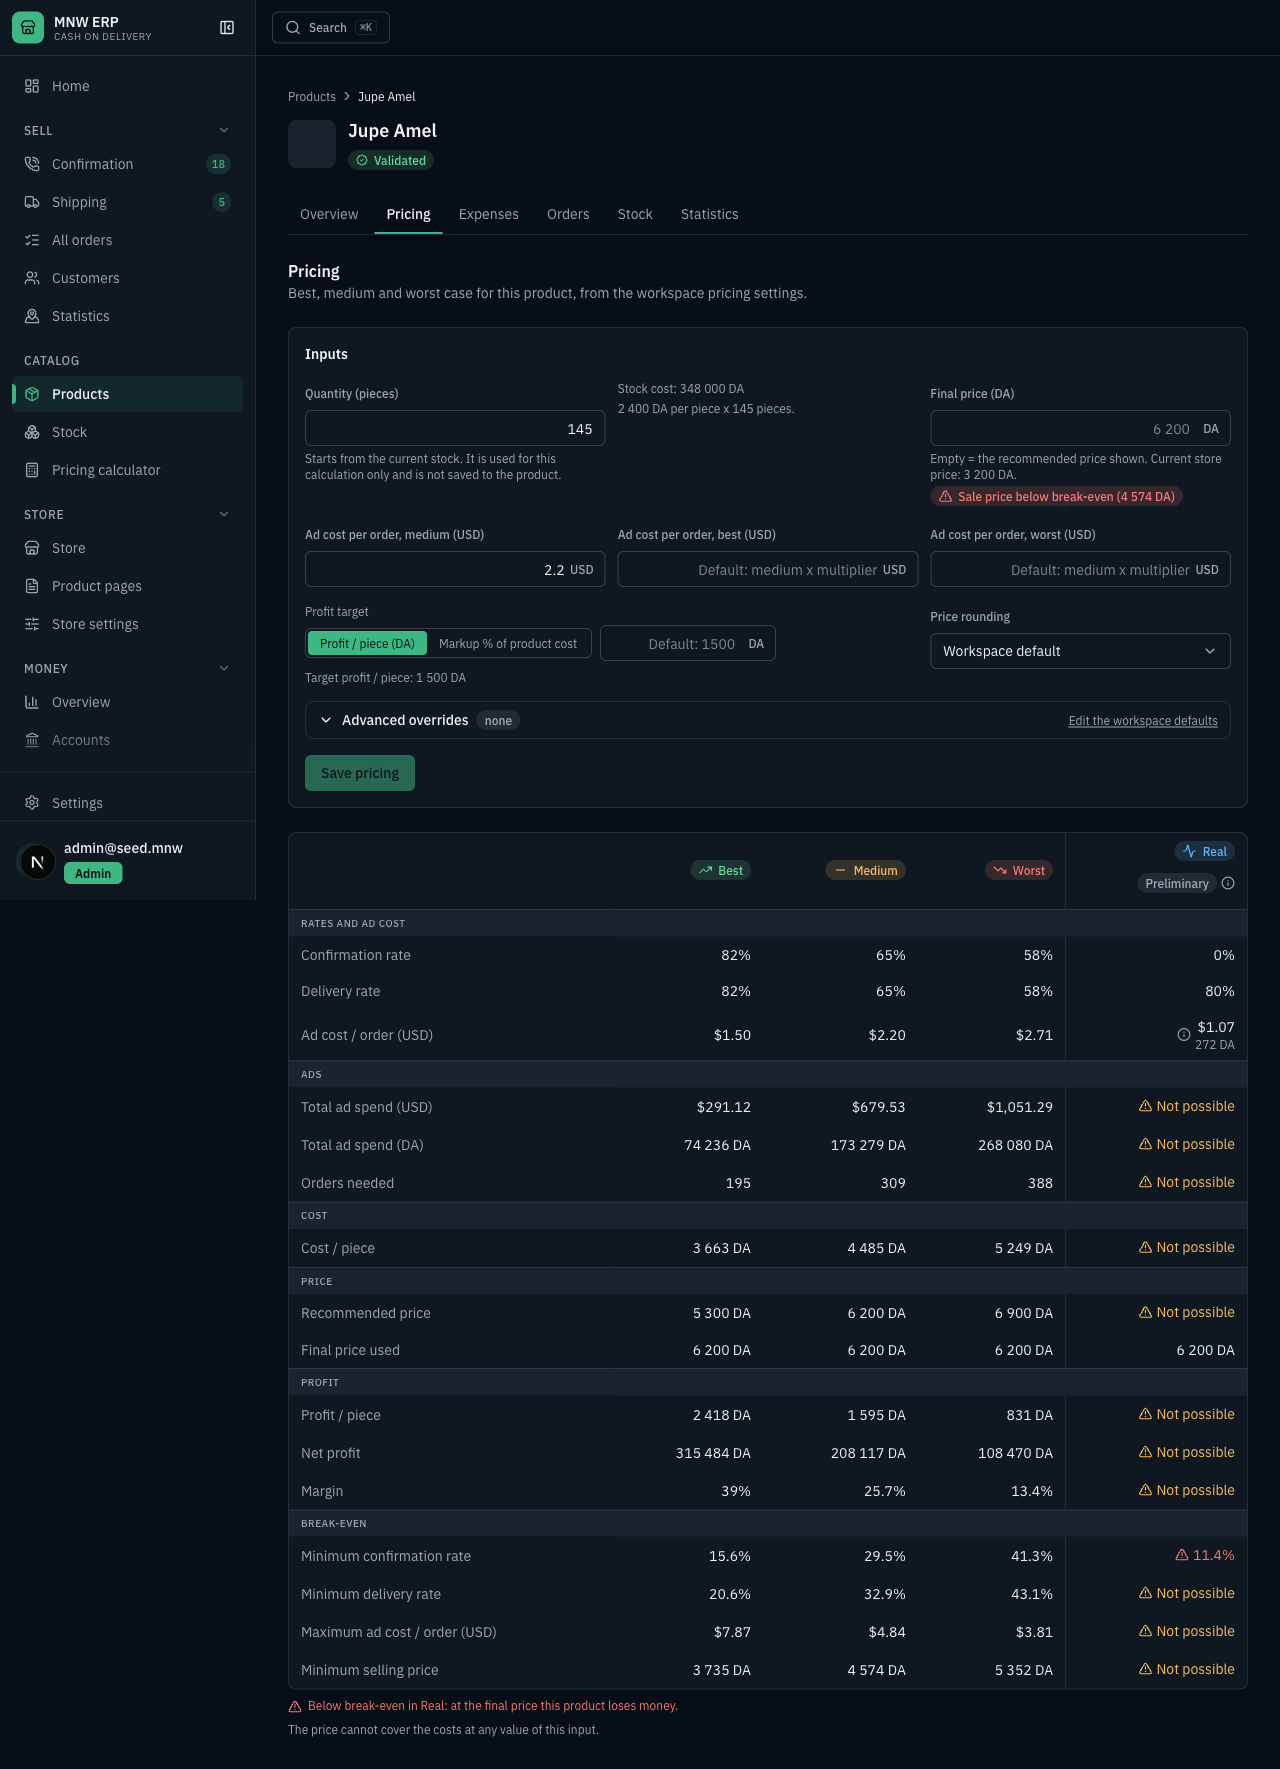 MNW ERP
CASH ON DELIVERY
Search ⌘K
Home
SELL
Confirmation 18
Shipping 5
All orders
Customers
Statistics
CATALOG
Products
Stock
Pricing calculator
STORE
Store
Product pages
Store settings
MONEY
Overview
Accounts
Settings
N
admin@seed.mnw
Admin
Products > Jupe Amel
Jupe Amel
Validated
Overview Pricing Expenses Orders Stock Statistics
Pricing
Best, medium and worst case for this product, from the workspace pricing settings.
Inputs
Quantity (pieces)
145
Starts from the current stock. It is used for this
calculation only and is not saved to the product.
Stock cost: 348 000 DA
2 400 DA per piece x 145 pieces.
Final price (DA)
6 200 DA
Empty = the recommended price shown. Current store
price: 3 200 DA.
Sale price below break-even (4 574 DA)
Ad cost per order, medium (USD)
2.2 USD
Ad cost per order, best (USD)
Default: medium x multiplier USD
Ad cost per order, worst (USD)
Default: medium x multiplier USD
Profit target
Profit / piece (DA) Markup % of product cost
Default: 1500 DA
Target profit / piece: 1 500 DA
Price rounding
Workspace default
Advanced overrides none
Edit the workspace defaults
Save pricing
Best Medium Worst Real
Preliminary
RATES AND AD COST
Confirmation rate 82% 65% 58% 0%
Delivery rate 82% 65% 58% 80%
Ad cost / order (USD) $1.50 $2.20 $2.71 $1.07
272 DA
ADS
Total ad spend (USD) $291.12 $679.53 $1,051.29 Not possible
Total ad spend (DA) 74 236 DA 173 279 DA 268 080 DA Not possible
Orders needed 195 309 388 Not possible
COST
Cost / piece 3 663 DA 4 485 DA 5 249 DA Not possible
PRICE
Recommended price 5 300 DA 6 200 DA 6 900 DA Not possible
Final price used 6 200 DA 6 200 DA 6 200 DA 6 200 DA
PROFIT
Profit / piece 2 418 DA 1 595 DA 831 DA Not possible
Net profit 315 484 DA 208 117 DA 108 470 DA Not possible
Margin 39% 25.7% 13.4% Not possible
BREAK-EVEN
Minimum confirmation rate 15.6% 29.5% 41.3% 11.4%
Minimum delivery rate 20.6% 32.9% 43.1% Not possible
Maximum ad cost / order (USD) $7.87 $4.84 $3.81 Not possible
Minimum selling price 3 735 DA 4 574 DA 5 352 DA Not possible
Below break-even in Real: at the final price this product loses money.
The price cannot cover the costs at any value of this input.